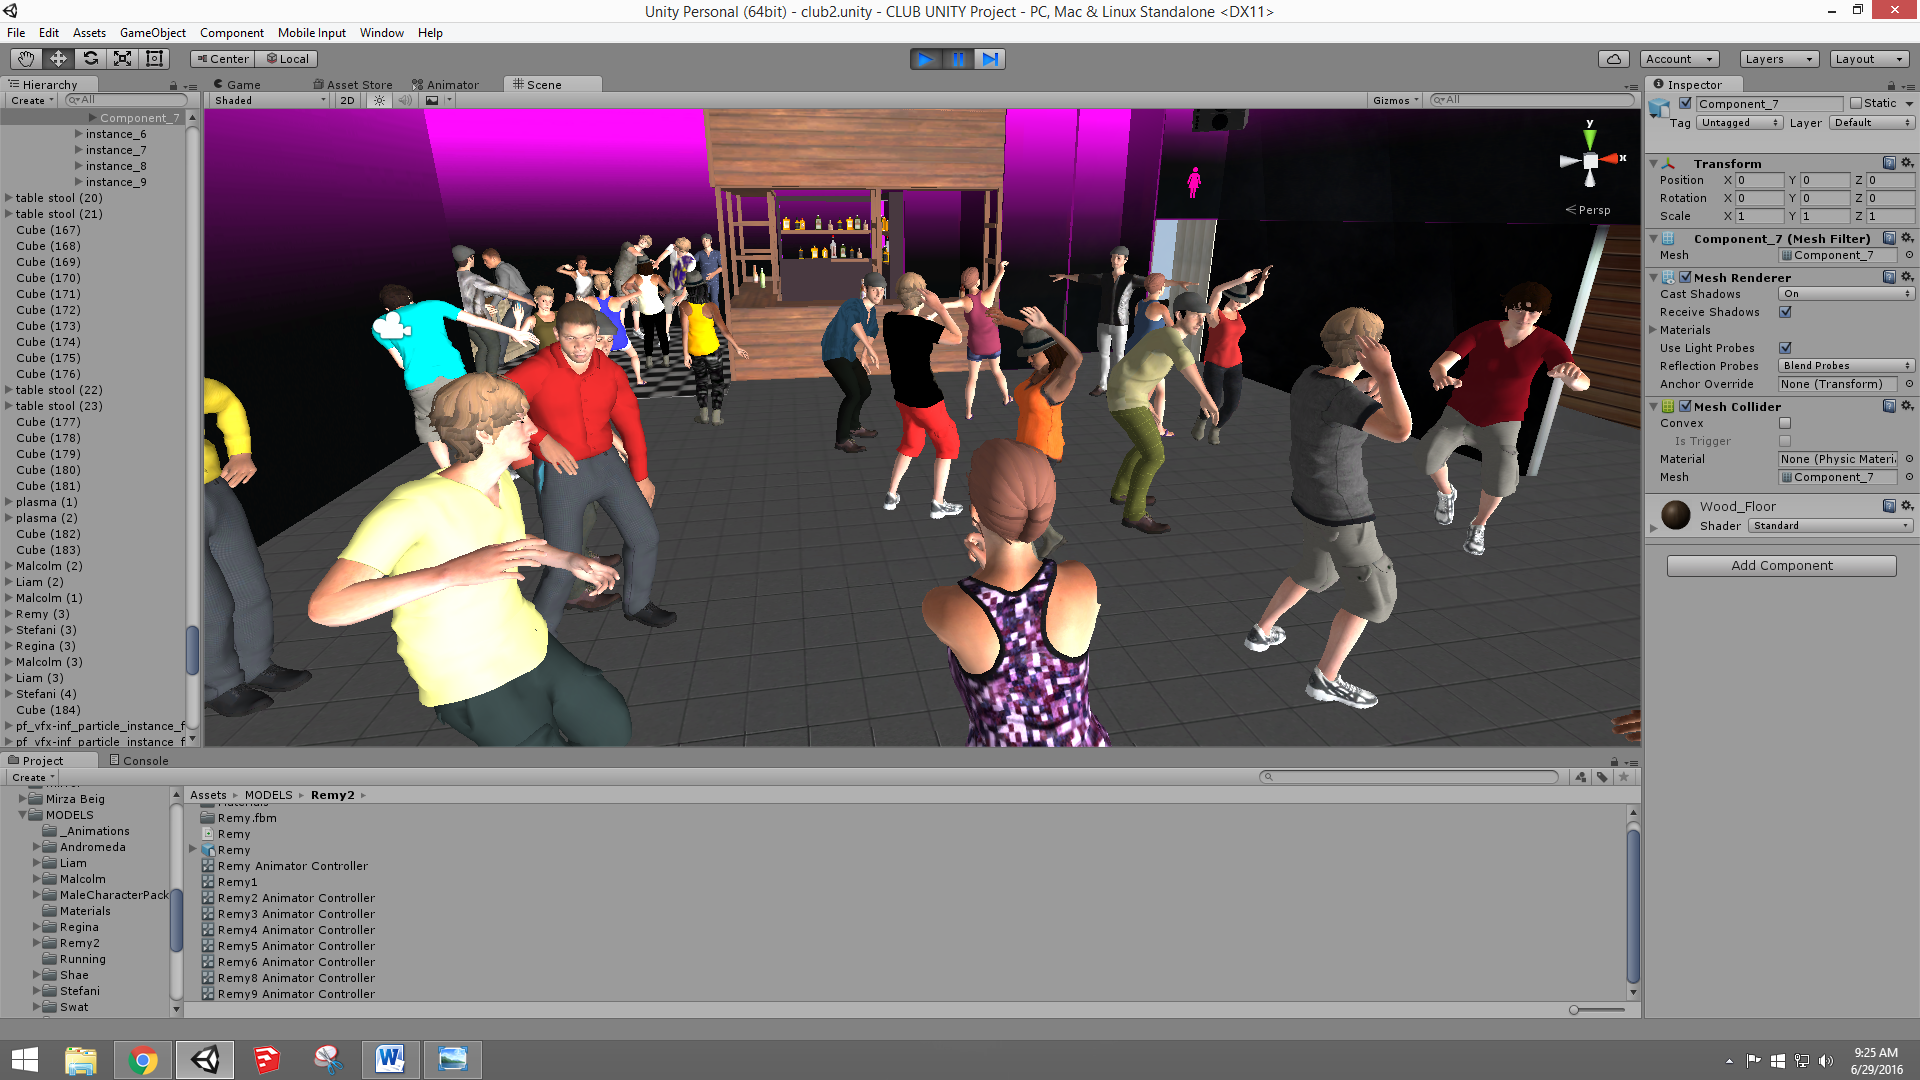 Unity Personal (64bit) - club2.unity - CLUB UNITY Project - PC, Mac & Linux Standalone <DX11>
File Edit Assets GameObject Component Mobile Input Window Help
Center Local Account Layers Layout
Hierarchy
Create All
Component_7
instance_6
instance_7
instance_8
instance_9
table stool (20)
table stool (21)
Cube (167)
Cube (168)
Cube (169)
Cube (170)
Cube (171)
Cube (172)
Cube (173)
Cube (174)
Cube (175)
Cube (176)
table stool (22)
table stool (23)
Cube (177)
Cube (178)
Cube (179)
Cube (180)
Cube (181)
plasma (1)
plasma (2)
Cube (182)
Cube (183)
Malcolm (2)
Liam (2)
Malcolm (1)
Remy (3)
Stefani (3)
Regina (3)
Malcolm (3)
Liam (3)
Stefani (4)
Cube (184)
pf_vfx-inf_particle_instance_f
pf_vfx-inf_particle_instance_f
Game Asset Store Animator Scene
Shaded 2D Gizmos All
y
x
Persp
Inspector
Component_7 Static
Tag Untagged Layer Default
Transform
Position X 0 Y 0 Z 0
Rotation X 0 Y 0 Z 0
Scale X 1 Y 1 Z 1
Component_7 (Mesh Filter)
Mesh Component_7
Mesh Renderer
Cast Shadows On
Receive Shadows
Materials
Use Light Probes
Reflection Probes Blend Probes
Anchor Override None (Transform)
Mesh Collider
Convex
Is Trigger
Material None (Physic Materi
Mesh Component_7
Wood_Floor
Shader Standard
Add Component
Project Console
Create
Mirza Beig
MODELS
_Animations
Andromeda
Liam
Malcolm
MaleCharacterPack
Materials
Regina
Remy2
Running
Shae
Stefani
Swat
Assets MODELS Remy2
Materials
Remy.fbm
Remy
Remy
Remy Animator Controller
Remy1
Remy2 Animator Controller
Remy3 Animator Controller
Remy4 Animator Controller
Remy5 Animator Controller
Remy6 Animator Controller
Remy8 Animator Controller
Remy9 Animator Controller
9:25 AM
6/29/2016